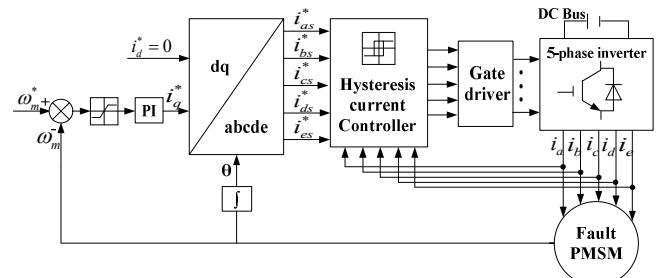 DC Bus
i*as
i*d = 0
i*bs
5-phase inverter
dq
i*cs
Hysteresis current Controller
Gate driver
ω*m +
PI
i*q
i*ds
abcde
i*es
ω-m
ia ib ic id ie
θ
∫
Fault PMSM